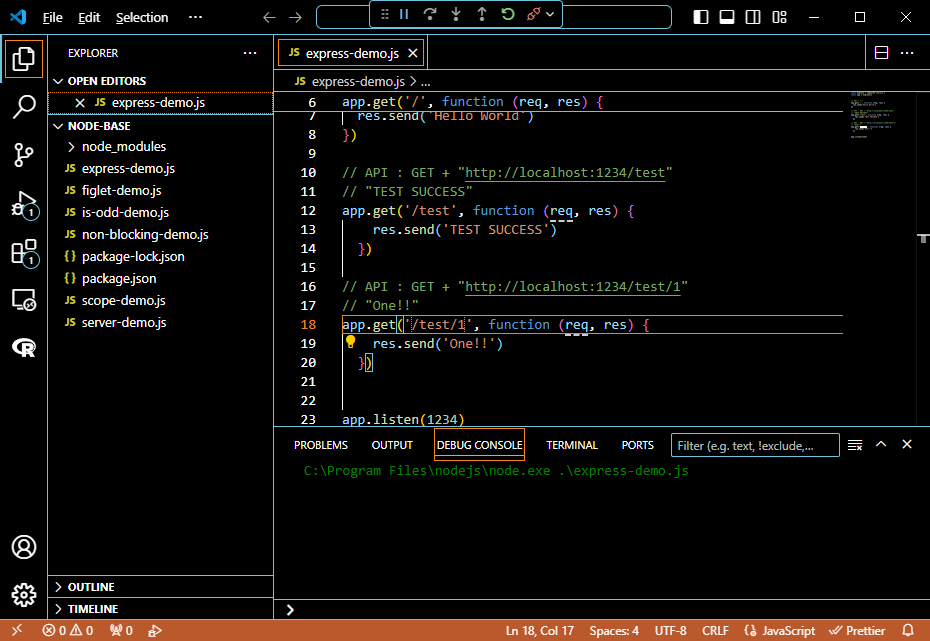 File Edit Selection ···
EXPLORER ···
OPEN EDITORS
JS express-demo.js
NODE-BASE
node_modules
JS express-demo.js
JS figlet-demo.js
JS is-odd-demo.js
JS non-blocking-demo.js
{} package-lock.json
{} package.json
JS scope-demo.js
JS server-demo.js
OUTLINE
TIMELINE
1
1
JS express-demo.js
JS express-demo.js > ...
6 app.get('/', function (req, res) {
7 res.send('Hello World')
8 })
9
10 // API : GET + "http://localhost:1234/test"
11 // "TEST SUCCESS"
12 app.get('/test', function (req, res) {
13 res.send('TEST SUCCESS')
14 })
15
16 // API : GET + "http://localhost:1234/test/1"
17 // "One!!"
18 app.get('/test/1', function (req, res) {
19 res.send('One!!')
20 })
21
22
23 app.listen(1234)
PROBLEMS OUTPUT DEBUG CONSOLE TERMINAL PORTS Filter (e.g. text, !exclude,...
C:\Program Files\nodejs\node.exe .\express-demo.js
>
0 0 0 Ln 18, Col 17 Spaces: 4 UTF-8 CRLF {} JavaScript Prettier